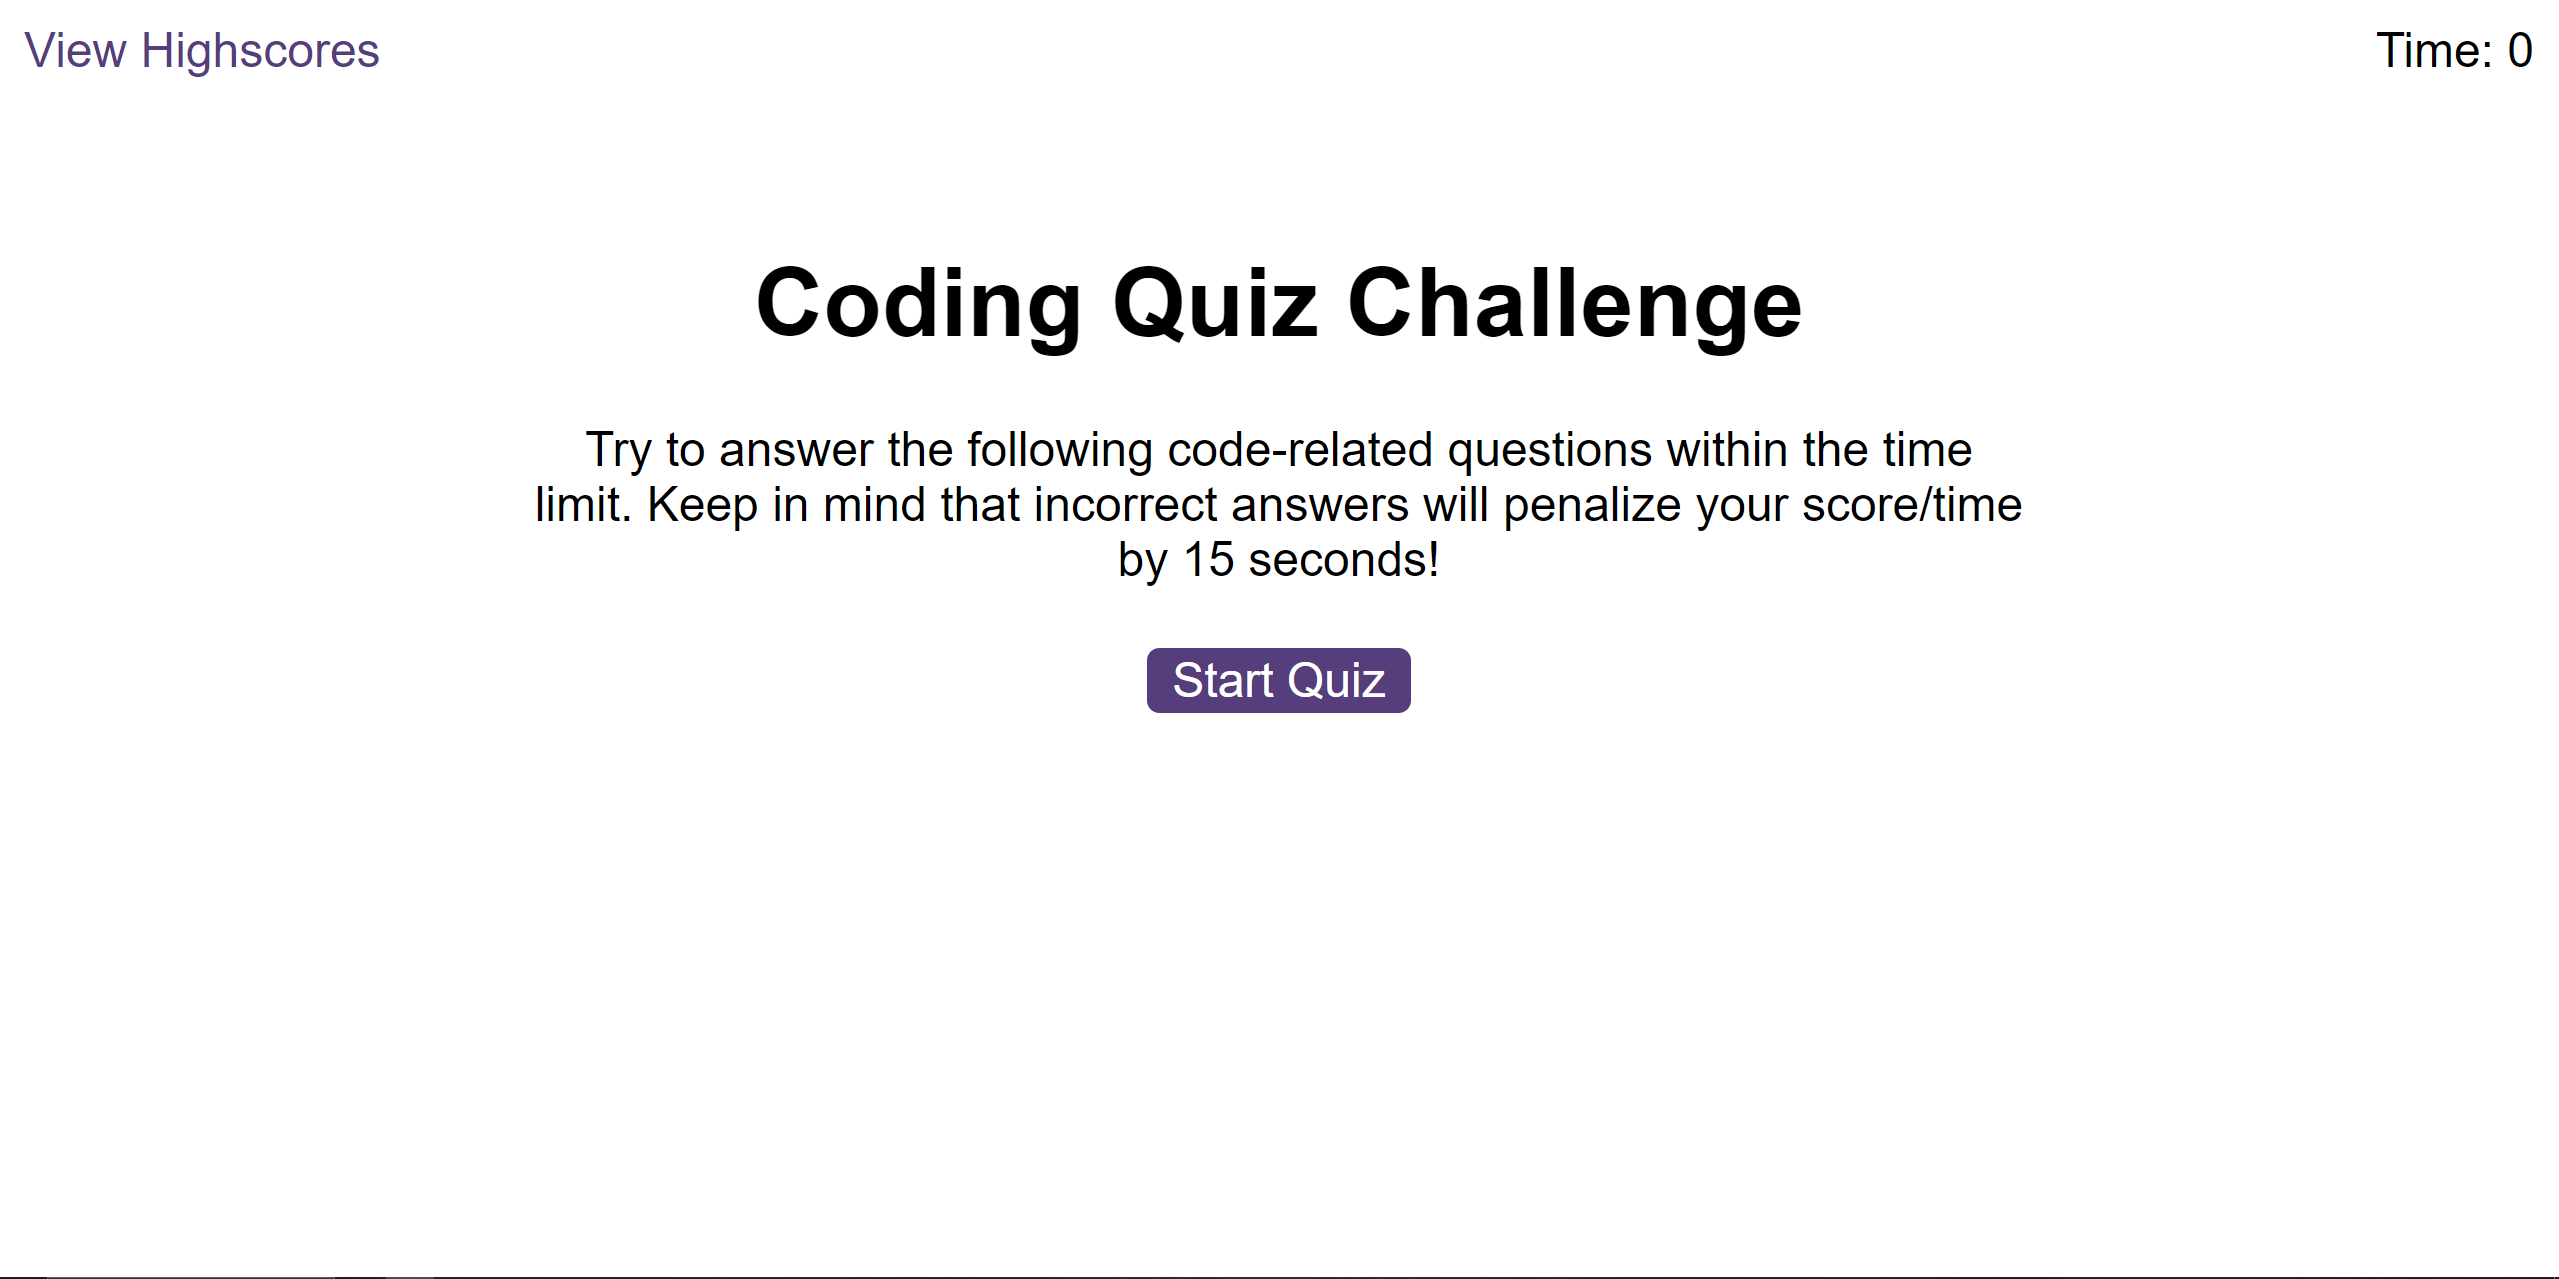 View Highscores
Time: 0
Coding Quiz Challenge
Try to answer the following code-related questions within the time
limit. Keep in mind that incorrect answers will penalize your score/time
by 15 seconds!
Start Quiz